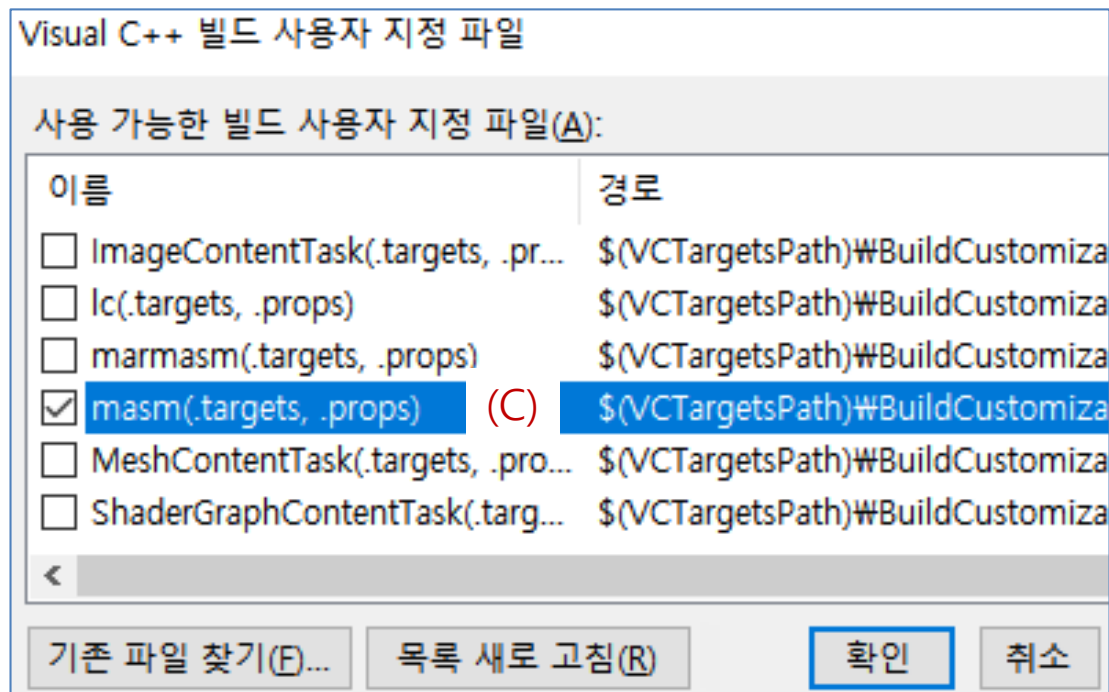 Visual C++ 빌드 사용자 지정 파일
사용 가능한 빌드 사용자 지정 파일(A):
이름 경로
ImageContentTask(.targets, .pr... $(VCTargetsPath)₩BuildCustomiza
lc(.targets, .props) $(VCTargetsPath)₩BuildCustomiza
marmasm(.targets, .props) $(VCTargetsPath)₩BuildCustomiza
masm(.targets, .props) (C) $(VCTargetsPath)₩BuildCustomiza
MeshContentTask(.targets, .pro... $(VCTargetsPath)₩BuildCustomiza
ShaderGraphContentTask(.targ... $(VCTargetsPath)₩BuildCustomiza
기존 파일 찾기(F)... 목록 새로 고침(R) 확인 취소